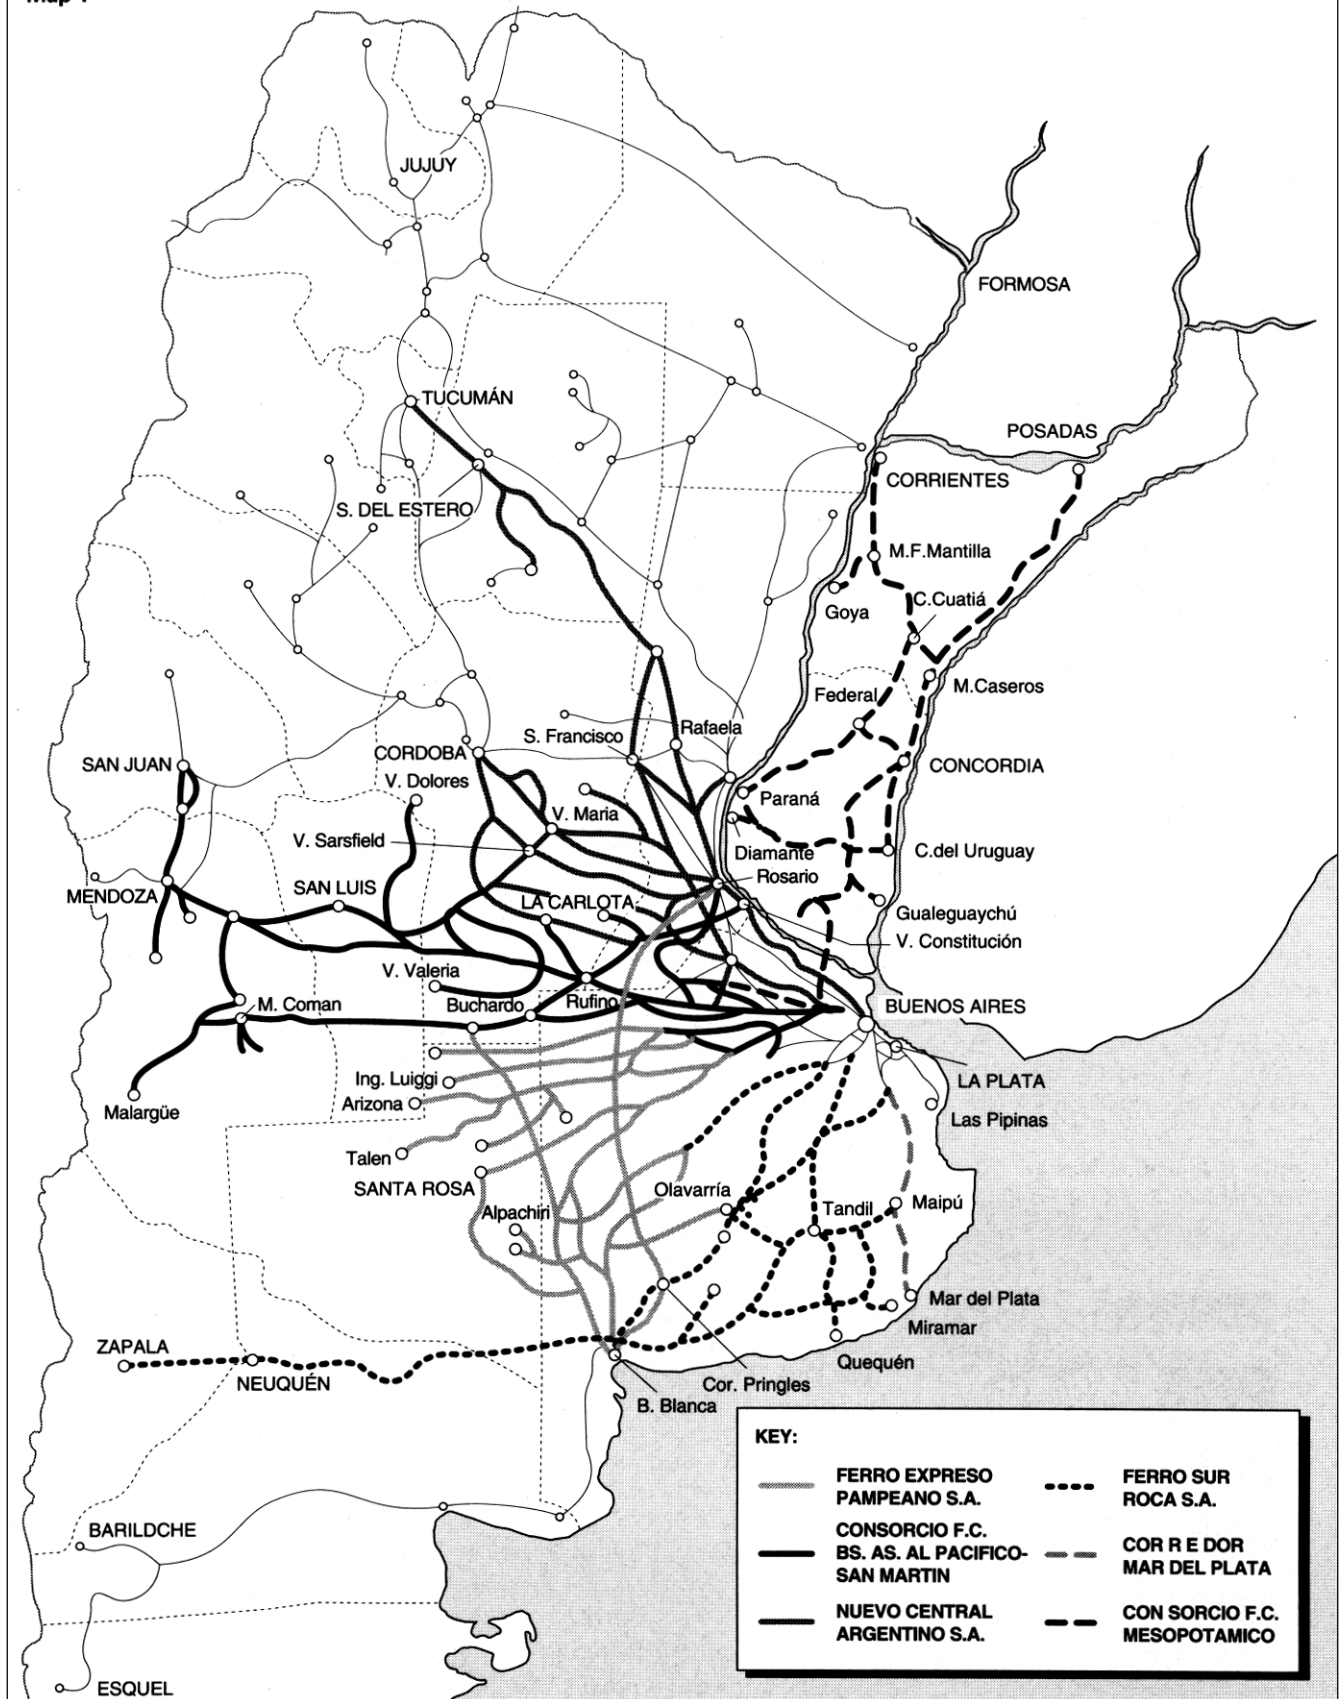 Map 1
JUJUY
FORMOSA
TUCUMÁN
POSADAS
CORRIENTES
S. DEL ESTERO
M.F.Mantilla
C.Cuatiá
Goya
M.Caseros
Federal
Rafaela
S. Francisco
CORDOBA
SAN JUAN
CONCORDIA
V. Dolores
Paraná
V. Maria
V. Sarsfield
Diamante
C.del Uruguay
Rosario
SAN LUIS
MENDOZA
LA CARLOTA
Gualeguaychú
V. Constitución
V. Valeria
M. Coman
Buchardo
Rufino
BUENOS AIRES
Ing. Luiggi
LA PLATA
Arizona
Malargüe
Las Pipinas
Talen
SANTA ROSA
Olavarría
Alpachiri
Tandil
Maipú
Mar del Plata
Miramar
ZAPALA
Quequén
NEUQUÉN
Cor. Pringles
B. Blanca
KEY:
FERRO EXPRESO
PAMPEANO S.A.
CONSORCIO F.C.
BS. AS. AL PACIFICO-
SAN MARTIN
NUEVO CENTRAL
ARGENTINO S.A.
FERRO SUR
ROCA S.A.
COR R E DOR
MAR DEL PLATA
CON SORCIO F.C.
MESOPOTAMICO
BARILDCHE
ESQUEL